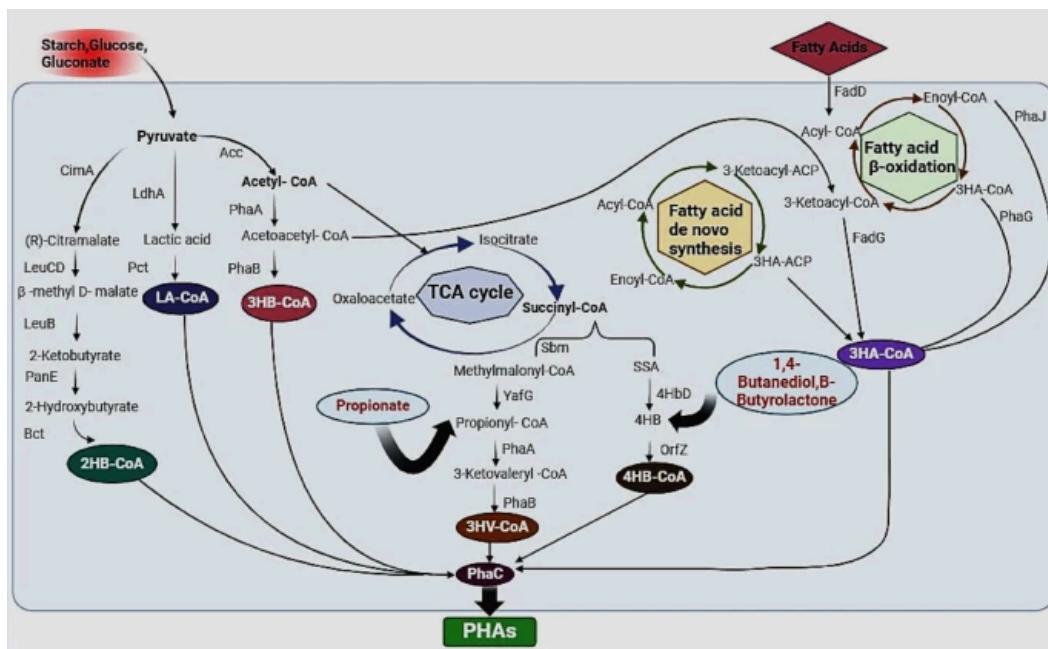 Starch,Glucose,
Gluconate
Fatty Acids
FadD
Enoyl-CoA
PhaJ
Pyruvate
Acc
Acyl- CoA
Fatty acid
β-oxidation
CimA
LdhA
Acetyl- CoA
3-Ketoacyl-ACP
3HA-CoA
PhaA
Acyl-CoA
Fatty acid
de novo
synthesis
3-Ketoacyl-CoA
PhaG
(R)-Citramalate
Lactic acid
Acetoacetyl- CoA
Isocitrate
FadG
3HA-ACP
LeuCD
Pct
PhaB
Enoyl-CoA
β -methyl D- malate
LA-CoA
3HB-CoA
Oxaloacetate
TCA cycle
Succinyl-CoA
LeuB
Sbm
3HA-CoA
2-Ketobutyrate
Methylmalonyl-CoA
SSA
1,4-
Butanediol,B-
Butyrolactone
PanE
YafG
4HbD
2-Hydroxybutyrate
Propionate
Propionyl- CoA
4HB
Bct
PhaA
OrfZ
2HB-CoA
3-Ketovaleryl -CoA
4HB-CoA
PhaB
3HV-CoA
PhaC
PHAs